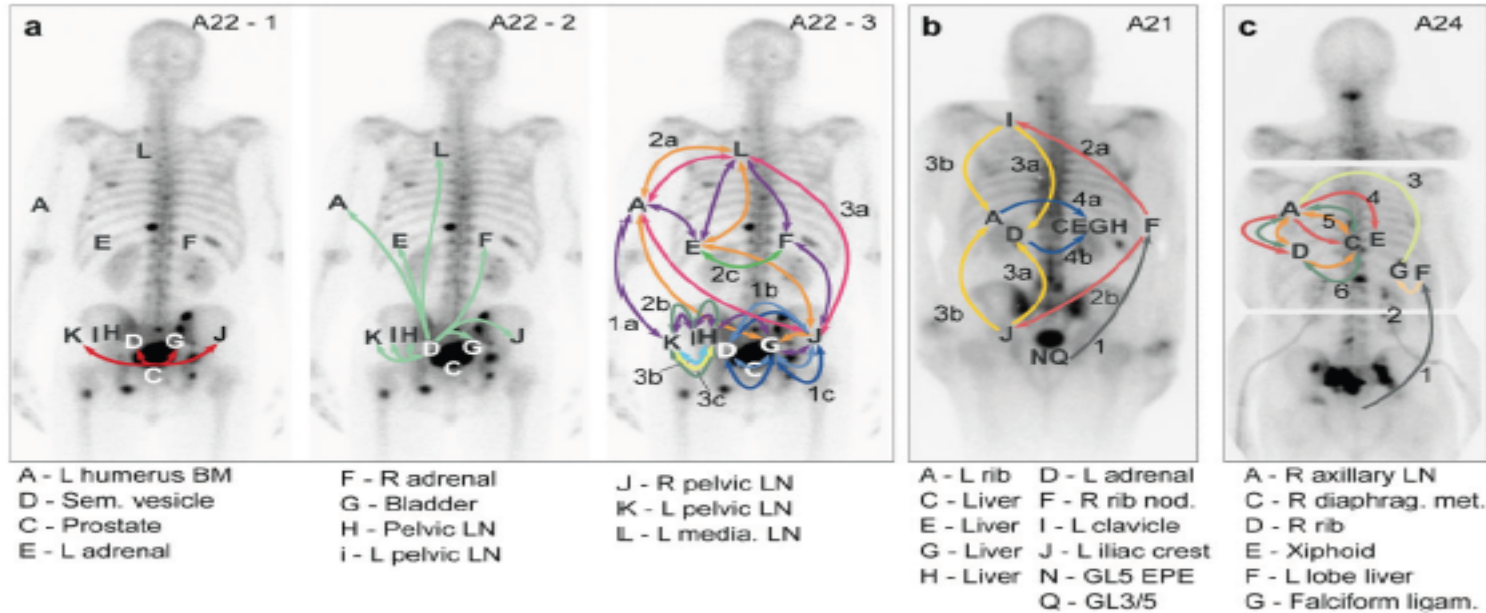 a A22 - 1 A22 - 2 A22 - 3 b A21 c A24
L
A
E F
K I H J
D G
C
L
A
E F
K I H J
D G
C
2a
L
A 3a
E F
2c
1b
2b
1a
K I H J
D G
C
3b
3c 1c
I
2a
3b 3a
4a
A F
D C E G H
4b
3a
3b 2b
J
N Q 1
3
A 4
5
C E
D
G F
6
2
1
A - L humerus BM
D - Sem. vesicle
C - Prostate
E - L adrenal
F - R adrenal
G - Bladder
H - Pelvic LN
i - L pelvic LN
J - R pelvic LN
K - L pelvic LN
L - L media. LN
A - L rib D - L adrenal
C - Liver F - R rib nod.
E - Liver I - L clavicle
G - Liver J - L iliac crest
H - Liver N - GL5 EPE
Q - GL3/5
A - R axillary LN
C - R diaphrag. met.
D - R rib
E - Xiphoid
F - L lobe liver
G - Falciform ligam.